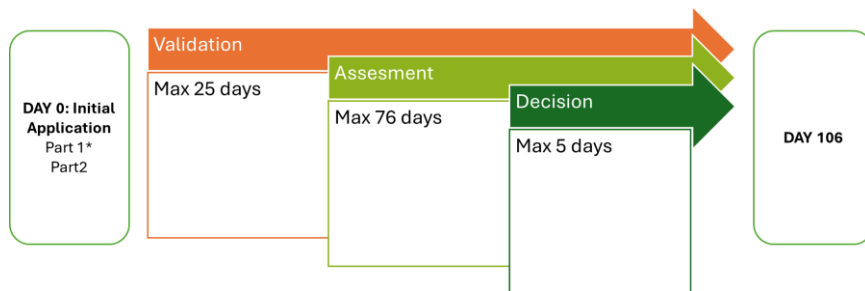 DAY 0: Initial
Application
Part 1*
Part2
Validation
Max 25 days
Assesment
Max 76 days
Decision
Max 5 days
DAY 106